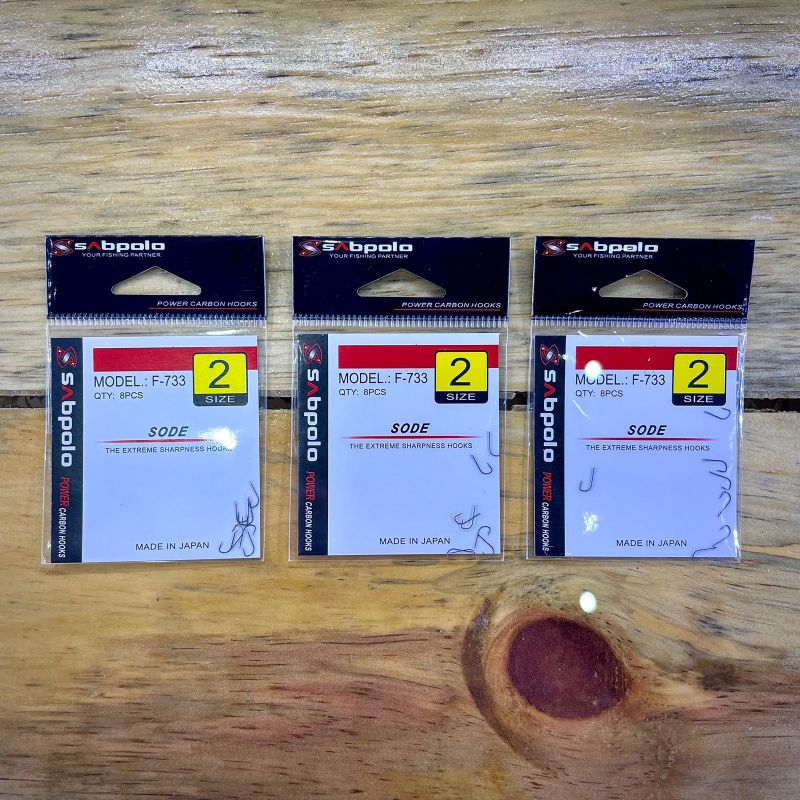 sabpolo
YOUR FISHING PARTNER
POWER CARBON HOOKS
sabpolo
POWER CARBON HOOKS
MODEL.: F-733
QTY: 8PCS
2
SIZE
SODE
THE EXTREME SHARPNESS HOOKS
MADE IN JAPAN
sabpolo
YOUR FISHING PARTNER
POWER CARBON HOOKS
sabpolo
POWER CARBON HOOKS
MODEL.: F-733
QTY: 8PCS
2
SIZE
SODE
THE EXTREME SHARPNESS HOOKS
MADE IN JAPAN
sabpolo
YOUR FISHING PARTNER
POWER CARBON HOOKS
sabpolo
POWER CARBON HOOKS
MODEL.: F-733
QTY: 8PCS
2
SIZE
SODE
THE EXTREME SHARPNESS HOOKS
MADE IN JAPAN